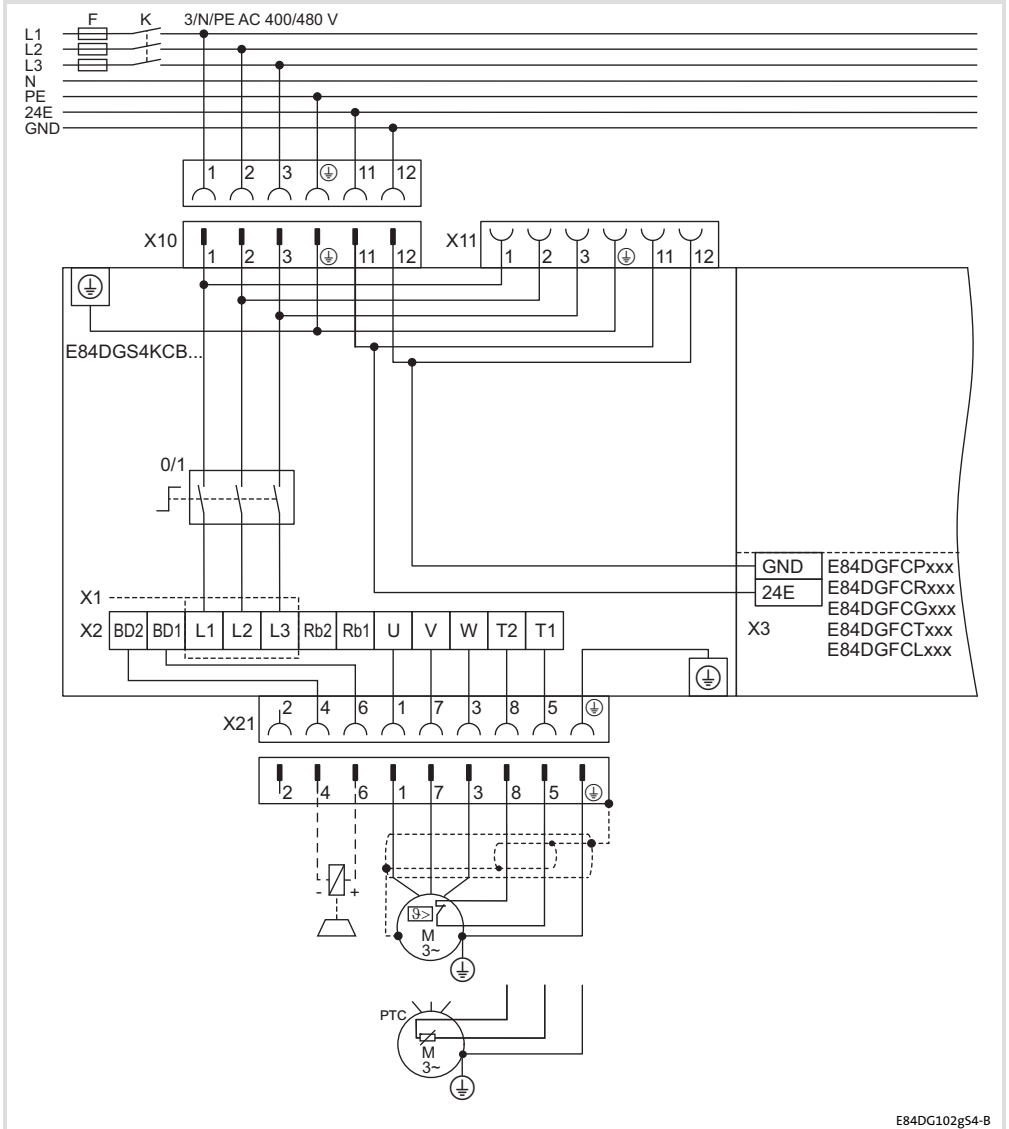 F K 3/N/PE AC 400/480 V
L1
L2
L3
N
PE
24E
GND
1 2 3 11 12
X10 X11
1 2 3 11 12 1 2 3 11 12
E84DGS4KCB...
0/1
GND E84DGFCPxxx
24E E84DGFCRxxx
E84DGFCGxxx
X3 E84DGFCTxxx
E84DGFCLxxx
X1
X2 BD2 BD1 L1 L2 L3 Rb2 Rb1 U V W T2 T1
X21 2 4 6 1 7 3 8 5
2 4 6 1 7 3 8 5
- +
ϑ>
M
3~
PTC
M
3~
E84DG102gS4-B